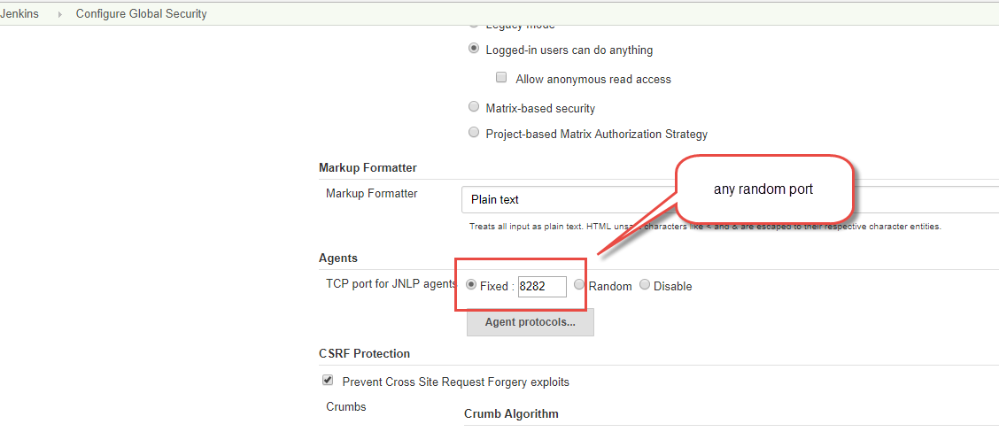 Jenkins Configure Global Security
Legacy mode
Logged-in users can do anything
Allow anonymous read access
Matrix-based security
Project-based Matrix Authorization Strategy
Markup Formatter
any random port
Markup Formatter Plain text
Treats all input as plain text. HTML unsafe characters like < and & are escaped to their respective character entities.
Agents
TCP port for JNLP agents Fixed : 8282 Random Disable
Agent protocols...
CSRF Protection
Prevent Cross Site Request Forgery exploits
Crumbs
Crumb Algorithm